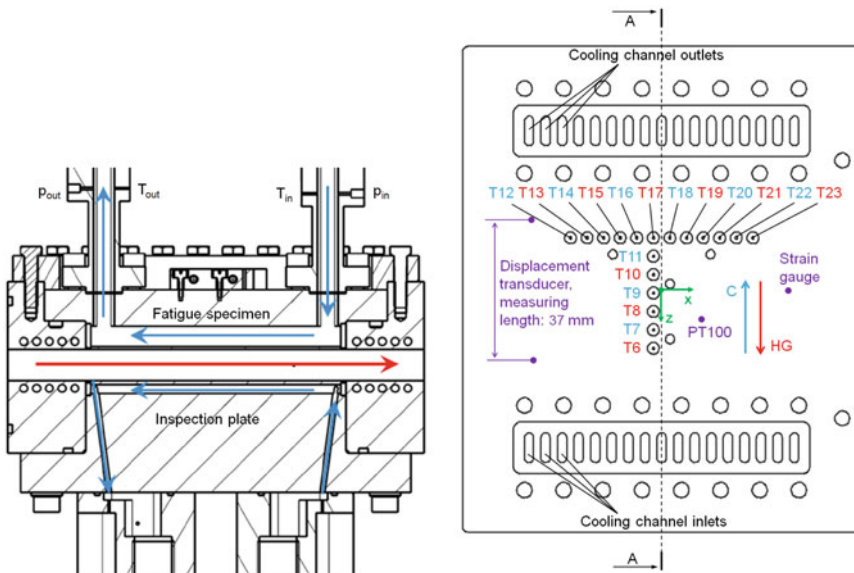 p_out
T_out
T_in
p_in
Fatigue specimen
Inspection plate
A
Cooling channel outlets
T12 T13 T14 T15 T16 T17 T18 T19 T20 T21 T22 T23
T11
T10
T9
T8
T7
T6
Displacement
transducer,
measuring
length: 37 mm
x
z
Strain
gauge
PT100
C
HG
Cooling channel inlets
A